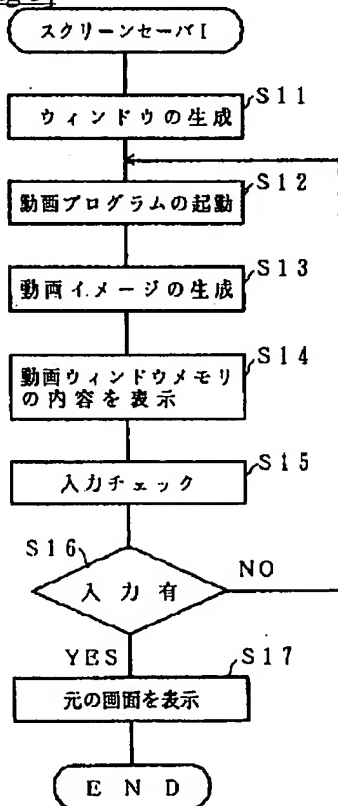 スクリーンセーバI
S11
ウィンドウの生成
S12
動画プログラムの起動
S13
動画イメージの生成
S14
動画ウィンドウメモリ
の内容を表示
S15
入力チェック
S16
入力有
NO
YES
S17
元の画面を表示
END